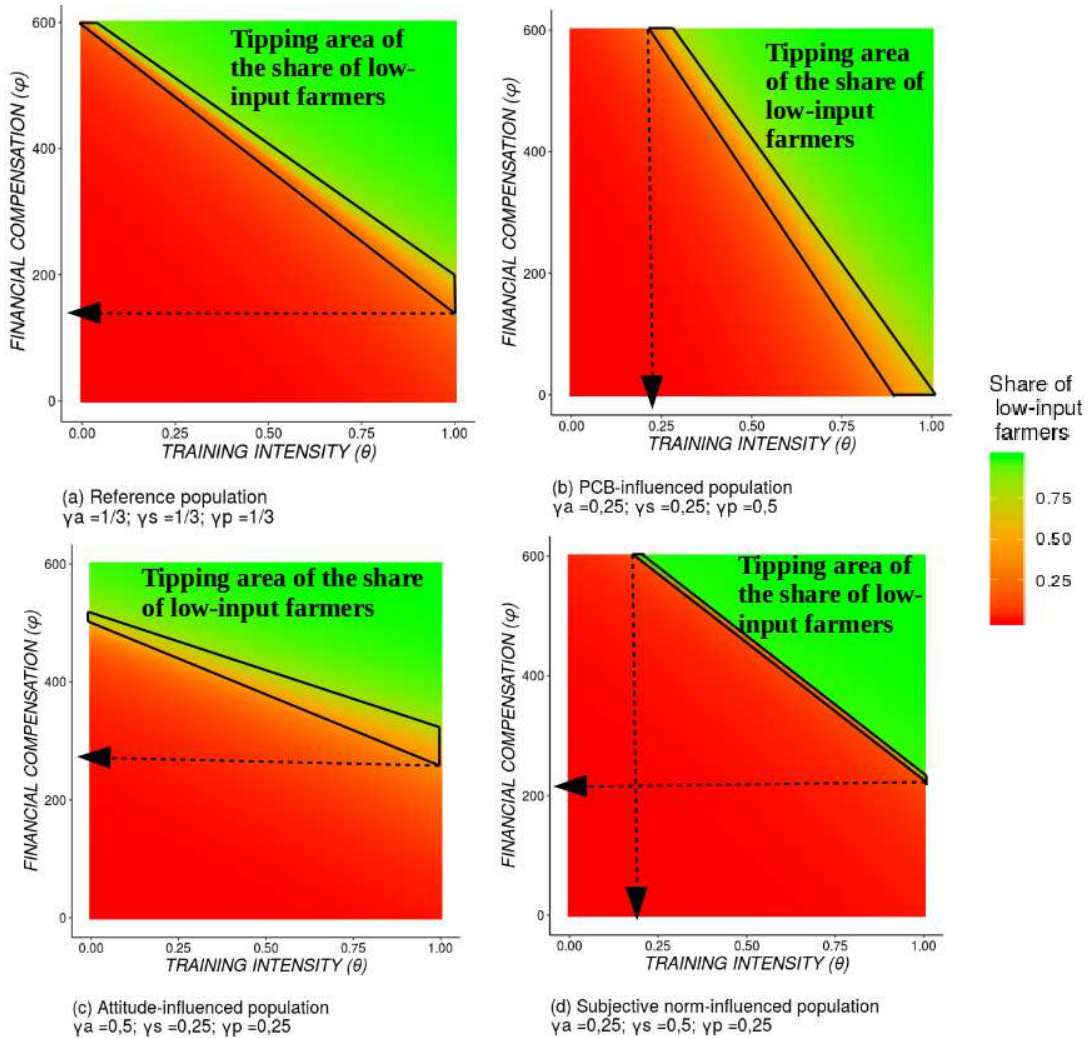 FINANCIAL COMPENSATION (φ)
600
400
200
0
Tipping area of
the share of low-
input farmers
0.00
0.25
0.50
0.75
1.00
TRAINING INTENSITY (θ)
(a) Reference population
γa =1/3; γs =1/3; γp =1/3
FINANCIAL COMPENSATION (φ)
600
400
200
0
Tipping area
of the share of
low-input
farmers
0.00
0.25
0.50
0.75
1.00
TRAINING INTENSITY (θ)
(b) PCB-influenced population
γa =0,25; γs =0,25; γp =0,5
Share of
low-input
farmers
0.75
0.50
0.25
FINANCIAL COMPENSATION (φ)
600
400
200
0
Tipping area of the share
of low-input farmers
0.00
0.25
0.50
0.75
1.00
TRAINING INTENSITY (θ)
(c) Attitude-influenced population
γa =0,5; γs =0,25; γp =0,25
FINANCIAL COMPENSATION (φ)
600
400
200
0
Tipping area of
the share of low-
input farmers
0.00
0.25
0.50
0.75
1.00
TRAINING INTENSITY (θ)
(d) Subjective norm-influenced population
γa =0,25; γs =0,5; γp =0,25